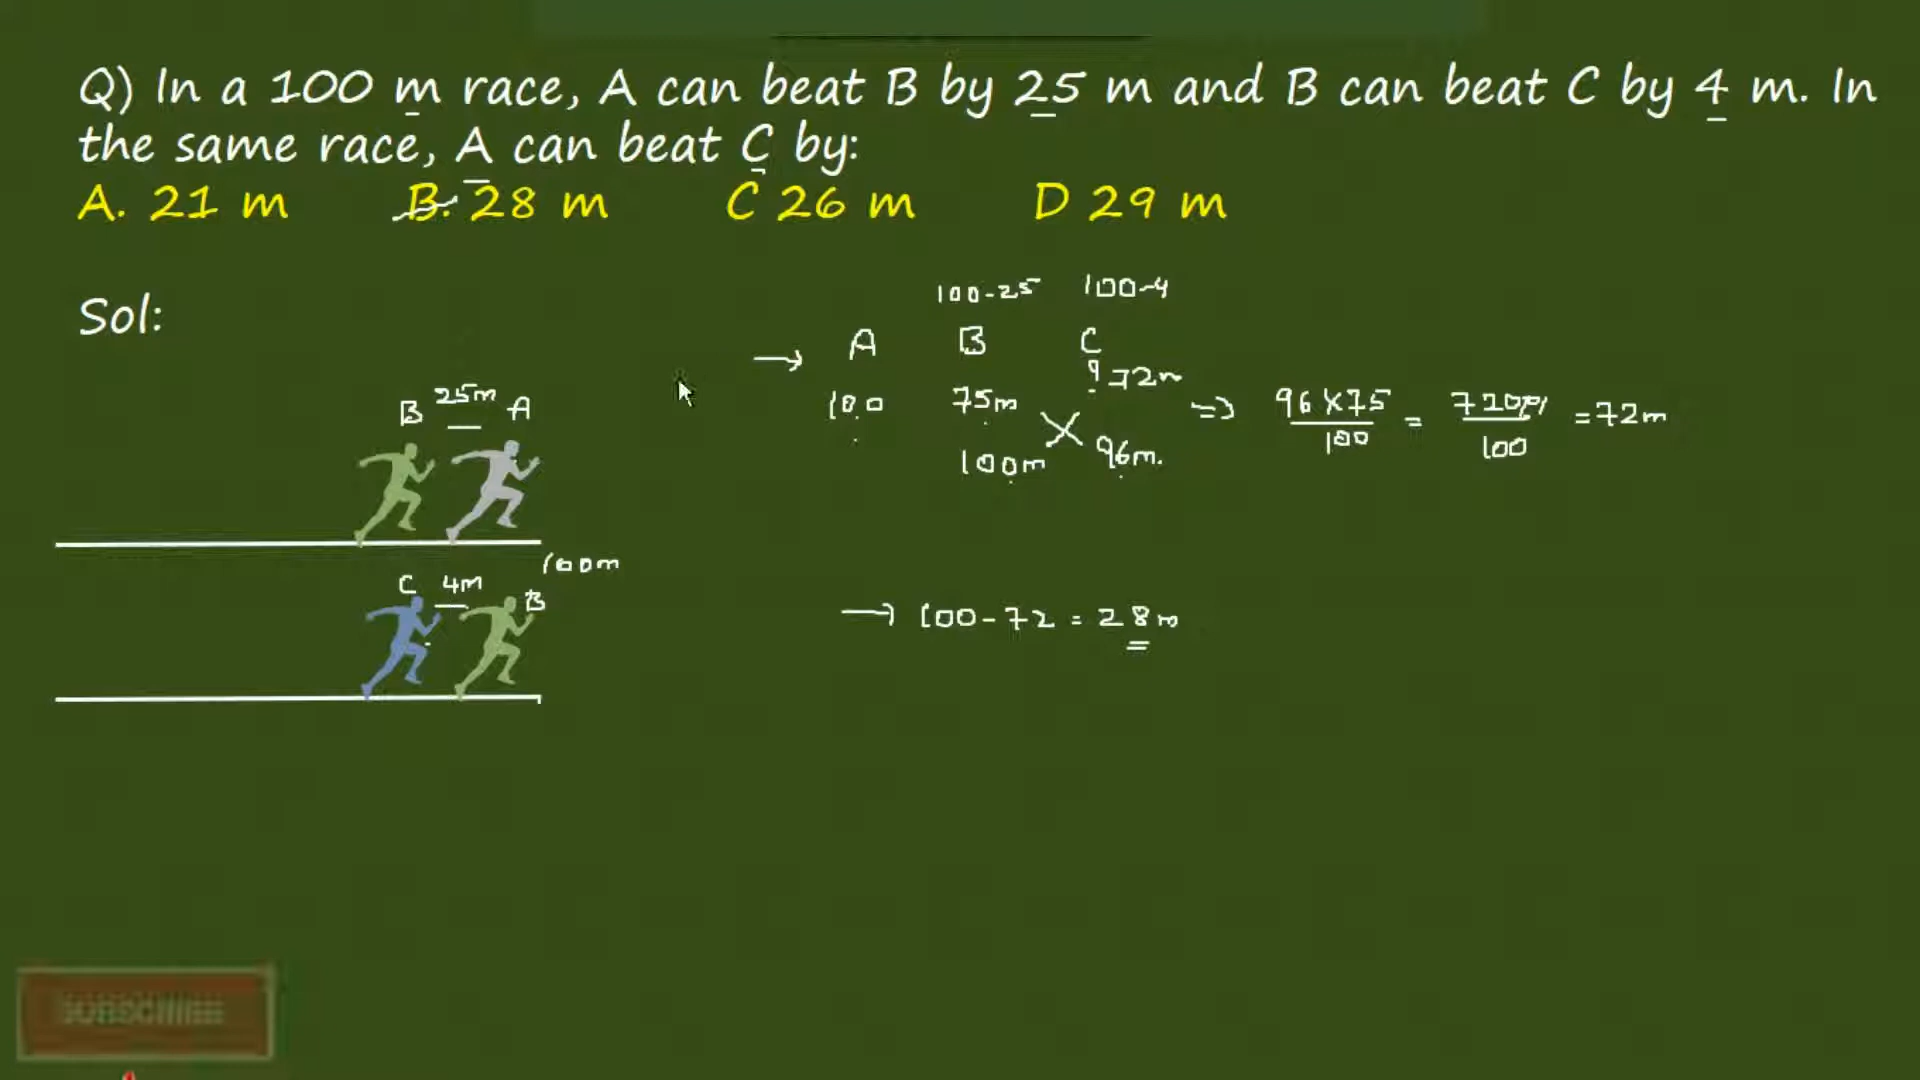 Q) In a 100 m race, A can beat B by 25 m and B can beat C by 4 m. In
the same race, A can beat C by:
A. 21 m B. 28 m C 26 m D 29 m
Sol:
100-25 100-4
→ A B C
B 25m A
100 75m ? 72m ⇒ 96×75/100 = 7200/100 = 72m
100m 96m.
100m
C 4m B
→ 100-72 = 28m
SUBSCRIBE